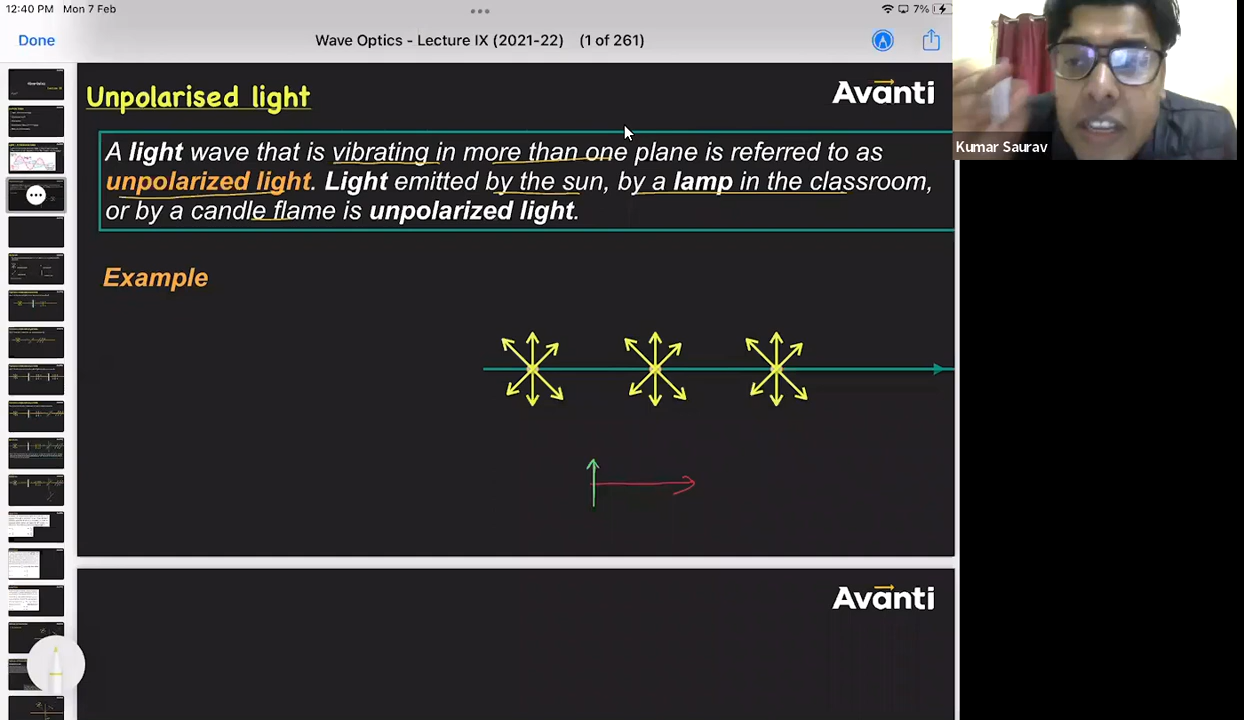 12:40 PM Mon 7 Feb
7%
Done
Wave Optics - Lecture IX (2021-22) (1 of 261)
Unpolarised light
Avanti
A light wave that is vibrating in more than one plane is referred to as
unpolarized light. Light emitted by the sun, by a lamp in the classroom,
or by a candle flame is unpolarized light.
Example
Kumar Saurav
Avanti